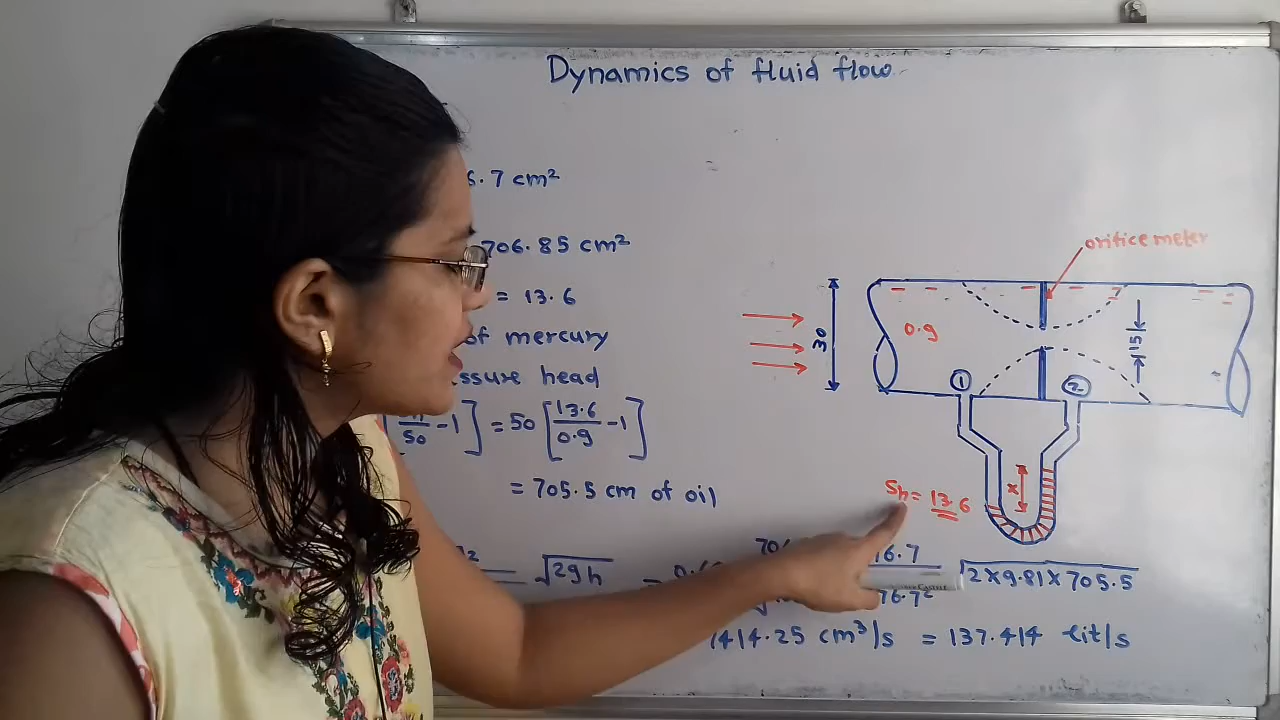 Dynamics of fluid flow
6.7 cm²
706.85 cm²
= 13.6
of mercury
ssure head
50 -1] = 50 [13.6/0.9 -1]
= 705.5 cm of oil
√2gh = 16.7 √2×9.81×705.5
76.7²
1414.25 cm³/s = 137.414 lit/s
orifice meter
30
0.9
15
1
2
x
Sh = 13.6